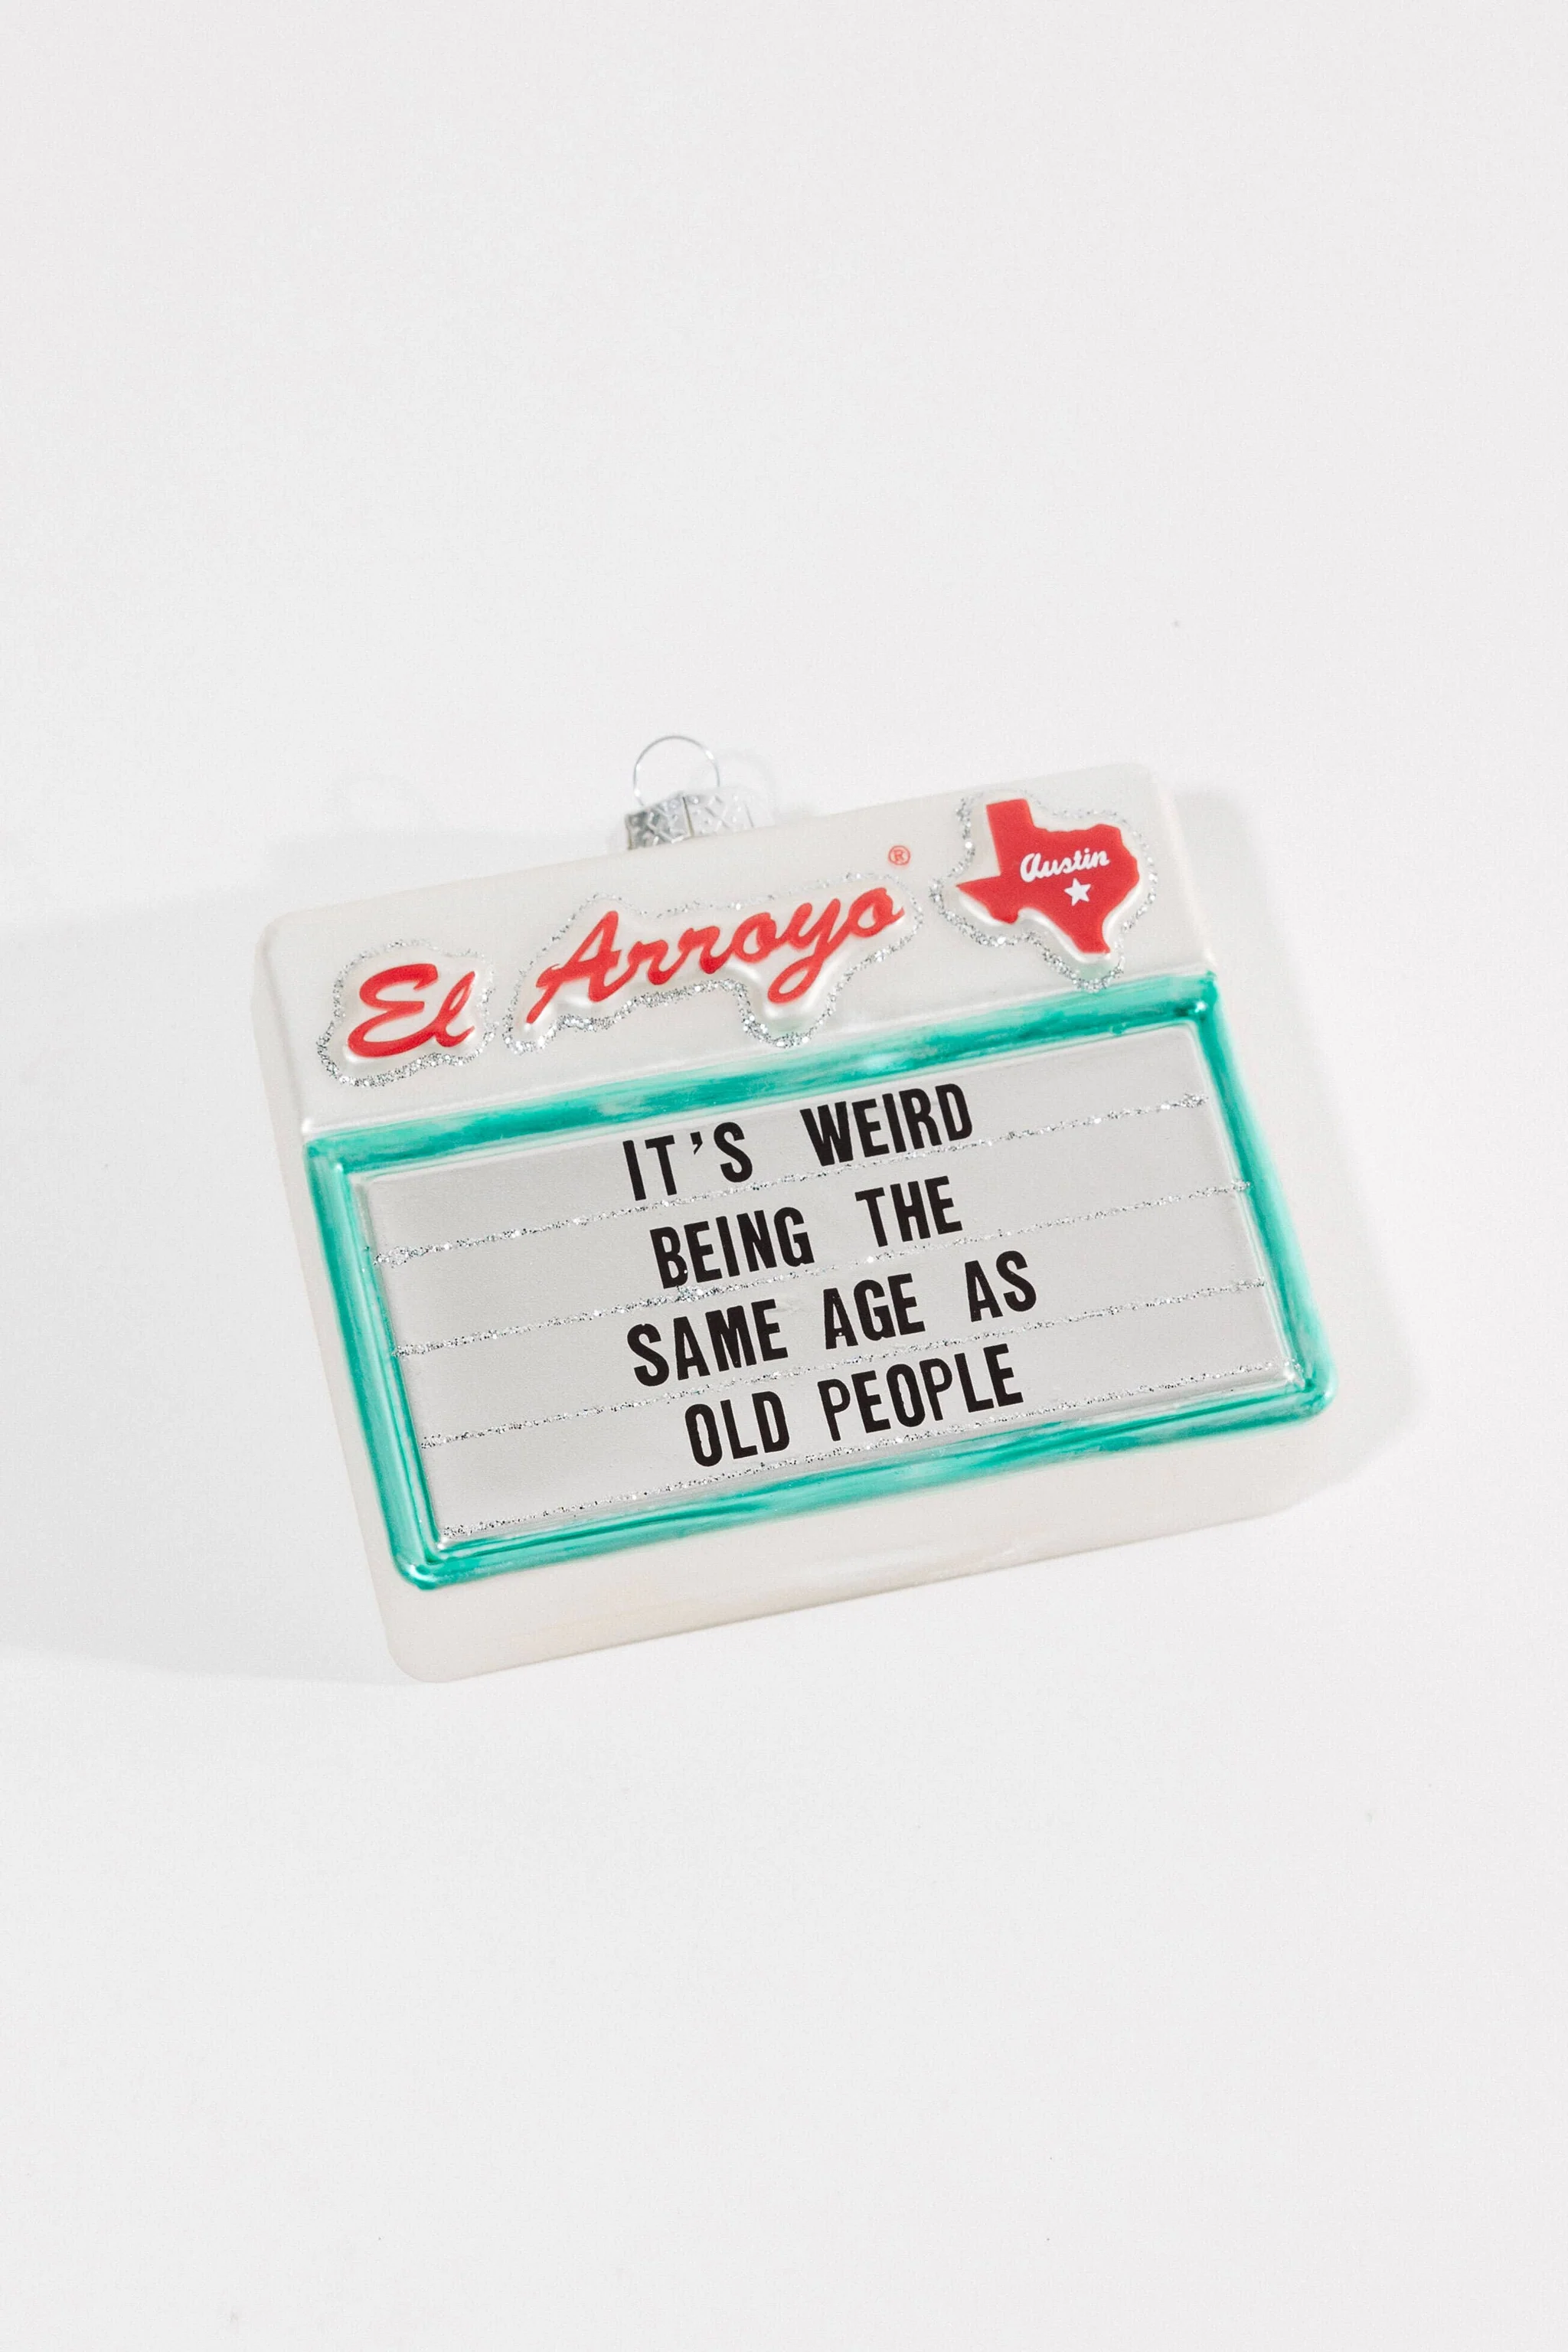 El Arroyo®
Austin
IT'S WEIRD
BEING THE
SAME AGE AS
OLD PEOPLE